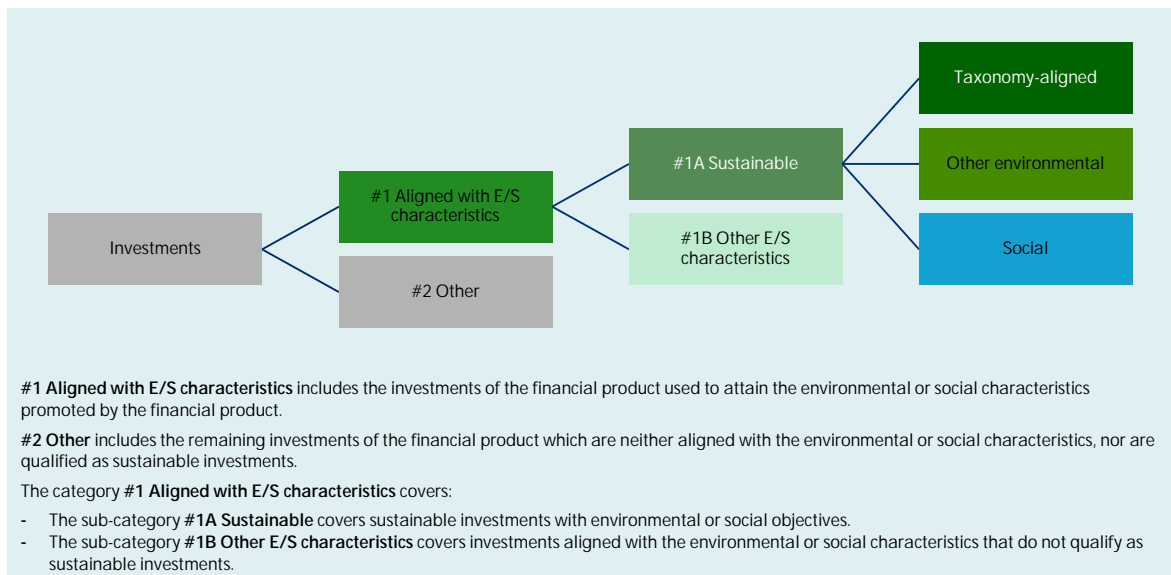 Taxonomy-aligned
#1A Sustainable
Other environmental
#1 Aligned with E/S
characteristics
#1B Other E/S
characteristics
Investments
Social
#2 Other
#1 Aligned with E/S characteristics includes the investments of the financial product used to attain the environmental or social characteristics
promoted by the financial product.
#2 Other includes the remaining investments of the financial product which are neither aligned with the environmental or social characteristics, nor are
qualified as sustainable investments.
The category #1 Aligned with E/S characteristics covers:
- The sub-category #1A Sustainable covers sustainable investments with environmental or social objectives.
- The sub-category #1B Other E/S characteristics covers investments aligned with the environmental or social characteristics that do not qualify as
sustainable investments.